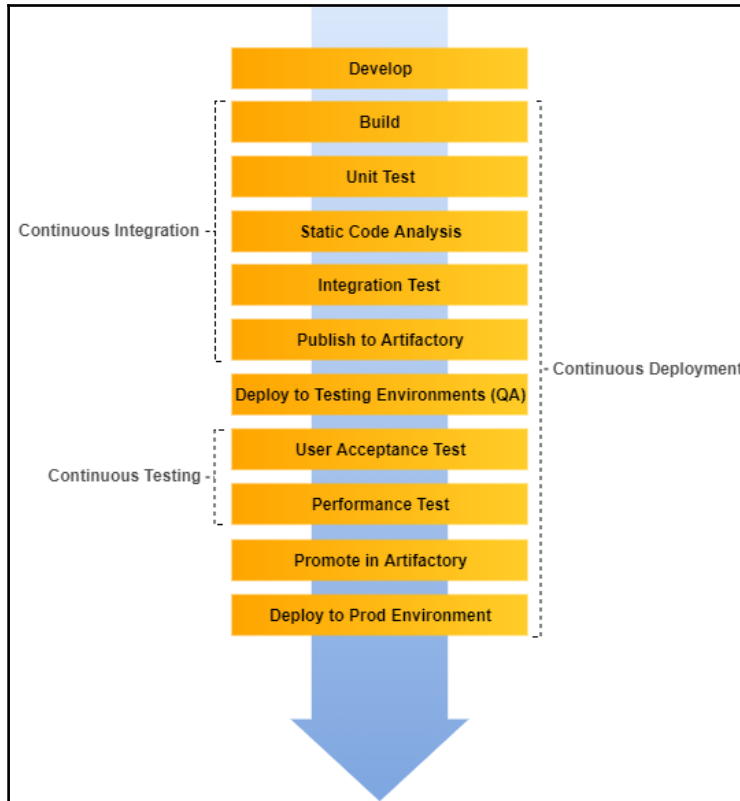 Develop
Build
Unit Test
Continuous Integration
Static Code Analysis
Integration Test
Publish to Artifactory
Continuous Deployment
Deploy to Testing Environments (QA)
User Acceptance Test
Continuous Testing
Performance Test
Promote in Artifactory
Deploy to Prod Environment